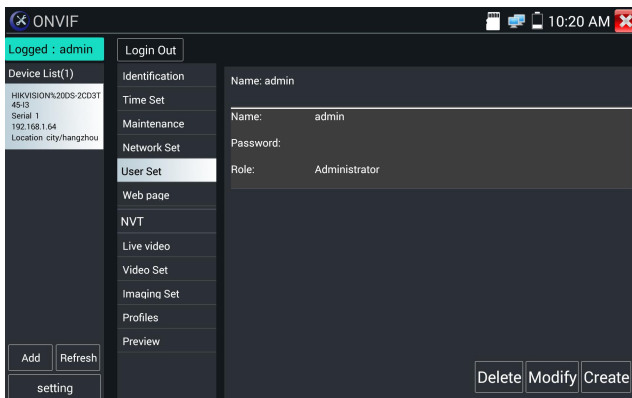 ONVIF
10:20 AM
Logged : admin
Login Out
Device List(1)
HIKVISION%20DS-2CD3T
45-I3
Serial 1
192.168.1.64
Location city/hangzhou
Add
Refresh
setting
Identification
Time Set
Maintenance
Network Set
User Set
Web page
NVT
Live video
Video Set
Imaging Set
Profiles
Preview
Name: admin
Name: admin
Password:
Role: Administrator
Delete
Modify
Create